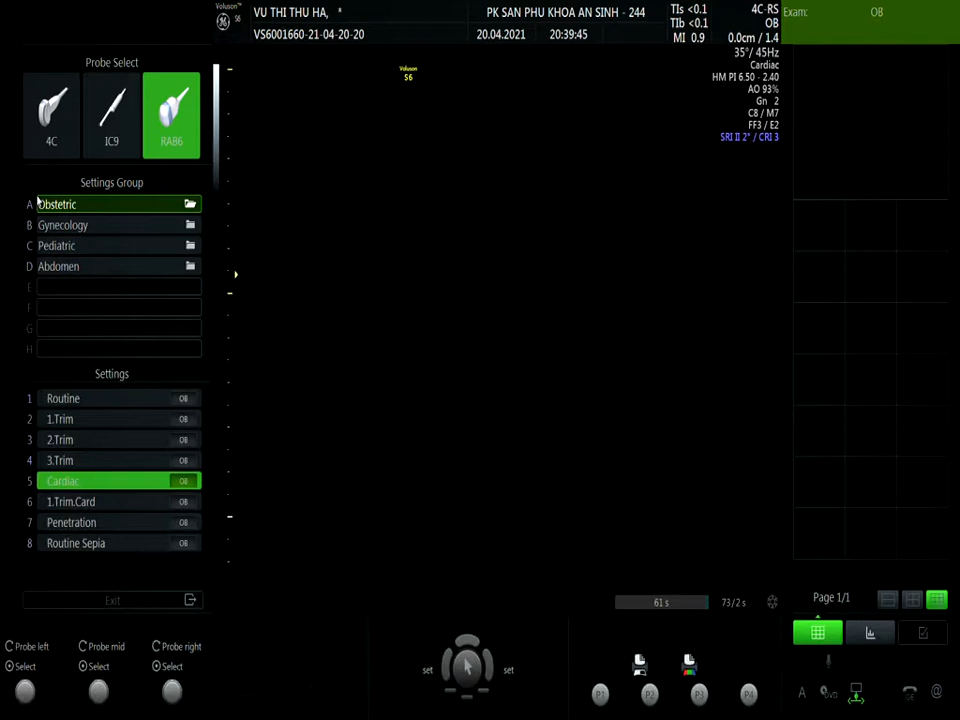 Voluson
S6
VU THI THU HA, *
PK SAN PHU KHOA AN SINH - 244
VS6001660-21-04-20-20
20.04.2021
20:39:45
TIs <0.1
TIb <0.1
MI 0.9
4C-RS
OB
0.0cm / 1.4
35°/ 45Hz
Cardiac
HM PI 6.50 - 2.40
AO 93%
Gn 2
C8 / M7
FF3 / E2
SRI II 2* / CRI 3
Exam: OB
Voluson
S6
Probe Select
4C
IC9
RAB6
Settings Group
A Obstetric
B Gynecology
C Pediatric
D Abdomen
E
F
G
H
Settings
1 Routine OB
2 1.Trim OB
3 2.Trim OB
4 3.Trim OB
5 Cardiac OB
6 1.Trim.Card OB
7 Penetration OB
8 Routine Sepia OB
Exit
Probe left
Select
Probe mid
Select
Probe right
Select
set
set
61 s
73/2 s
P1
P2
P3
P4
Page 1/1
A
DVD
@